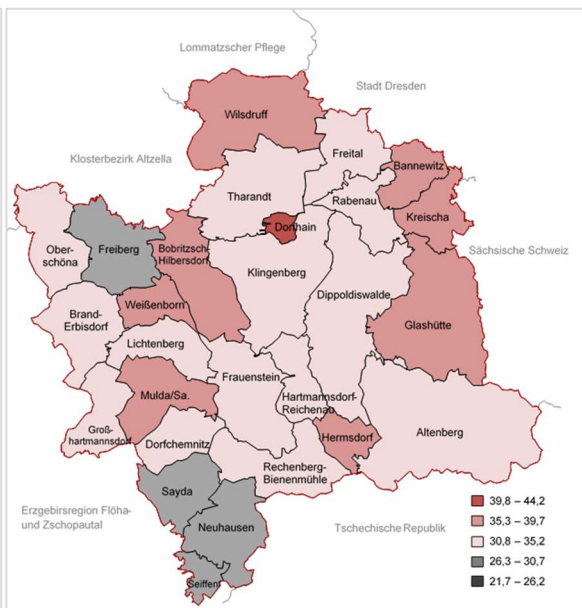 Lommatzscher Pflege
Stadt Dresden
Wilsdruff
Klosterbezirk Altzella
Freital
Bannewitz
Tharandt
Rabenau
Kreischa
Dorfhain
Ober-
schöna
Freiberg
Bobritzsch-
Hilbersdorf
Sächsische Schweiz
Klingenberg
Dippoldiswalde
Weißenborn
Brand-
Erbisdorf
Glashütte
Lichtenberg
Frauenstein
Mulda/Sa.
Hartmannsdorf-
Reichenau
Groß-
hartmannsdorf
Dorfchemnitz
Hermsdorf
Altenberg
Rechenberg-
Bienenmühle
Sayda
Erzgebirsregion Flöha-
und Zschopautal
Neuhausen
Tschechische Republik
Seiffen
39,8 – 44,2
35,3 – 39,7
30,8 – 35,2
26,3 – 30,7
21,7 – 26,2